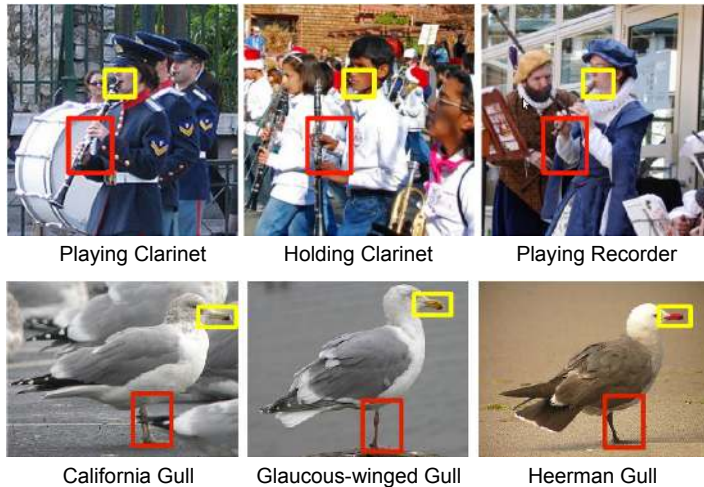 Playing Clarinet
Holding Clarinet
Playing Recorder
California Gull
Glaucous-winged Gull
Heerman Gull